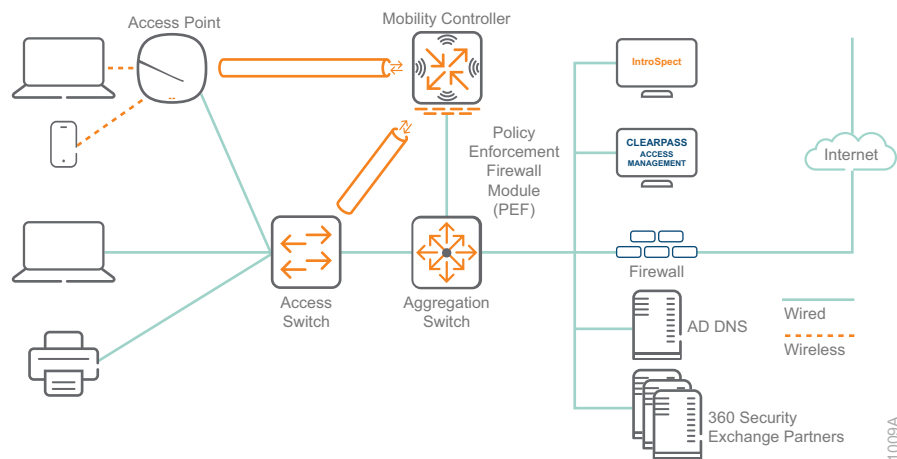 Mobility Controller
Access Point
IntroSpect
CLEARPASS
ACCESS
MANAGEMENT
Policy
Enforcement
Firewall
Module
(PEF)
Internet
Firewall
Access
Switch
Aggregation
Switch
AD DNS
Wired
Wireless
360 Security
Exchange Partners
1009A